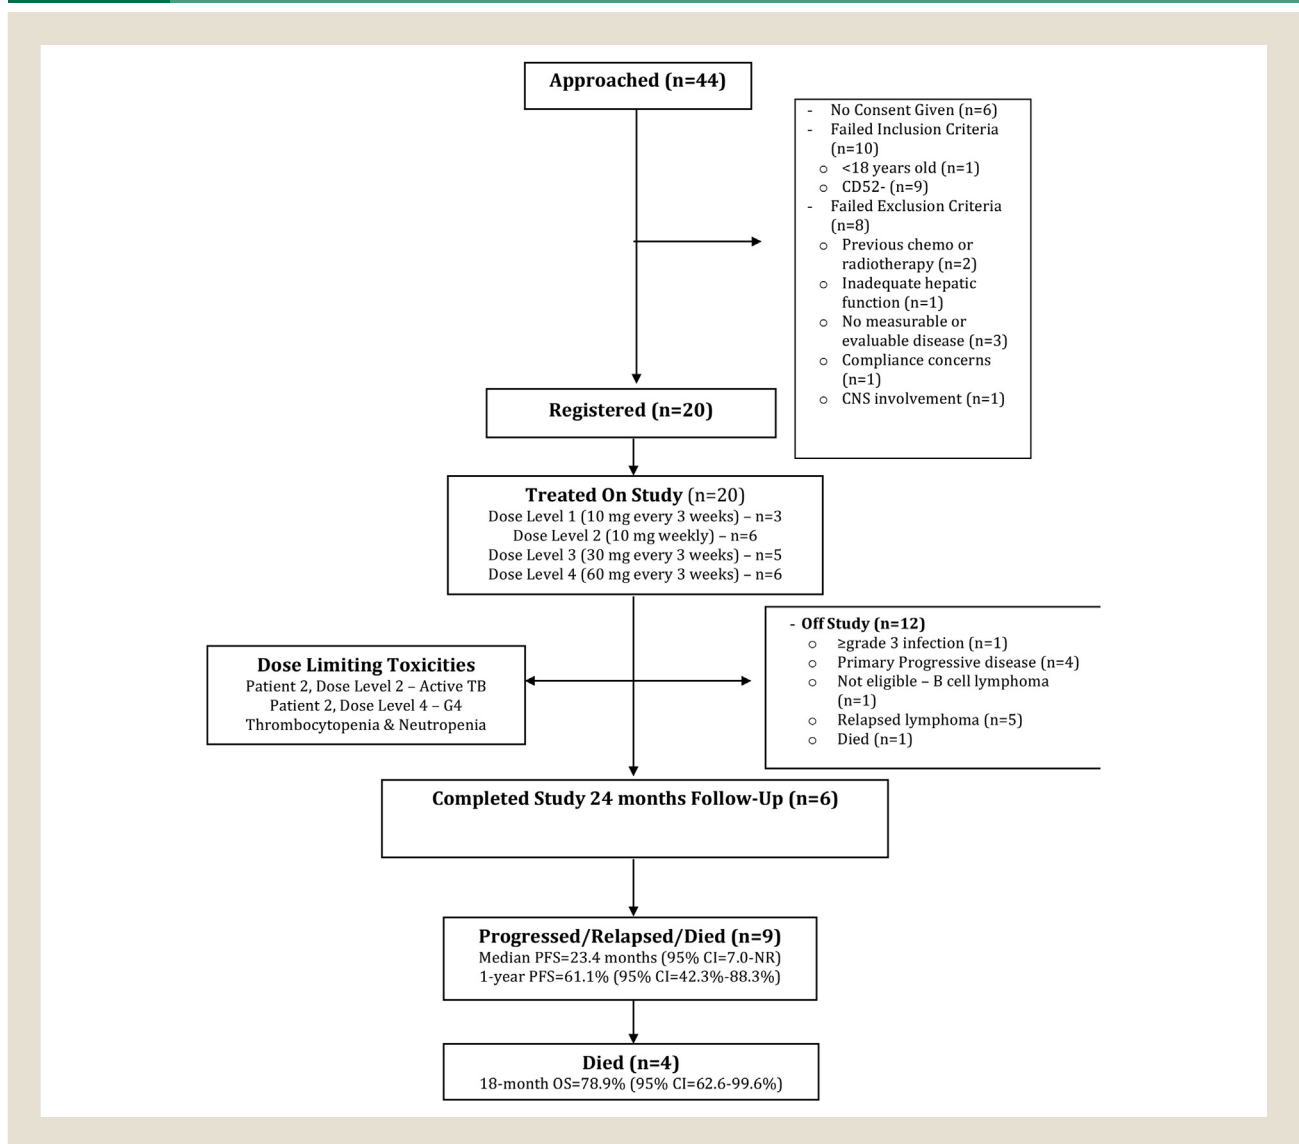 Approached (n=44)
- No Consent Given (n=6)
- Failed Inclusion Criteria
(n=10)
o <18 years old (n=1)
o CD52- (n=9)
- Failed Exclusion Criteria
(n=8)
o Previous chemo or
radiotherapy (n=2)
o Inadequate hepatic
function (n=1)
o No measurable or
evaluable disease (n=3)
o Compliance concerns
(n=1)
o CNS involvement (n=1)
Registered (n=20)
Treated On Study (n=20)
Dose Level 1 (10 mg every 3 weeks) – n=3
Dose Level 2 (10 mg weekly) – n=6
Dose Level 3 (30 mg every 3 weeks) – n=5
Dose Level 4 (60 mg every 3 weeks) – n=6
Dose Limiting Toxicities
Patient 2, Dose Level 2 – Active TB
Patient 2, Dose Level 4 – G4
Thrombocytopenia & Neutropenia
- Off Study (n=12)
o ≥grade 3 infection (n=1)
o Primary Progressive disease (n=4)
o Not eligible – B cell lymphoma
(n=1)
o Relapsed lymphoma (n=5)
o Died (n=1)
Completed Study 24 months Follow-Up (n=6)
Progressed/Relapsed/Died (n=9)
Median PFS=23.4 months (95% CI=7.0-NR)
1-year PFS=61.1% (95% CI=42.3%-88.3%)
Died (n=4)
18-month OS=78.9% (95% CI=62.6-99.6%)